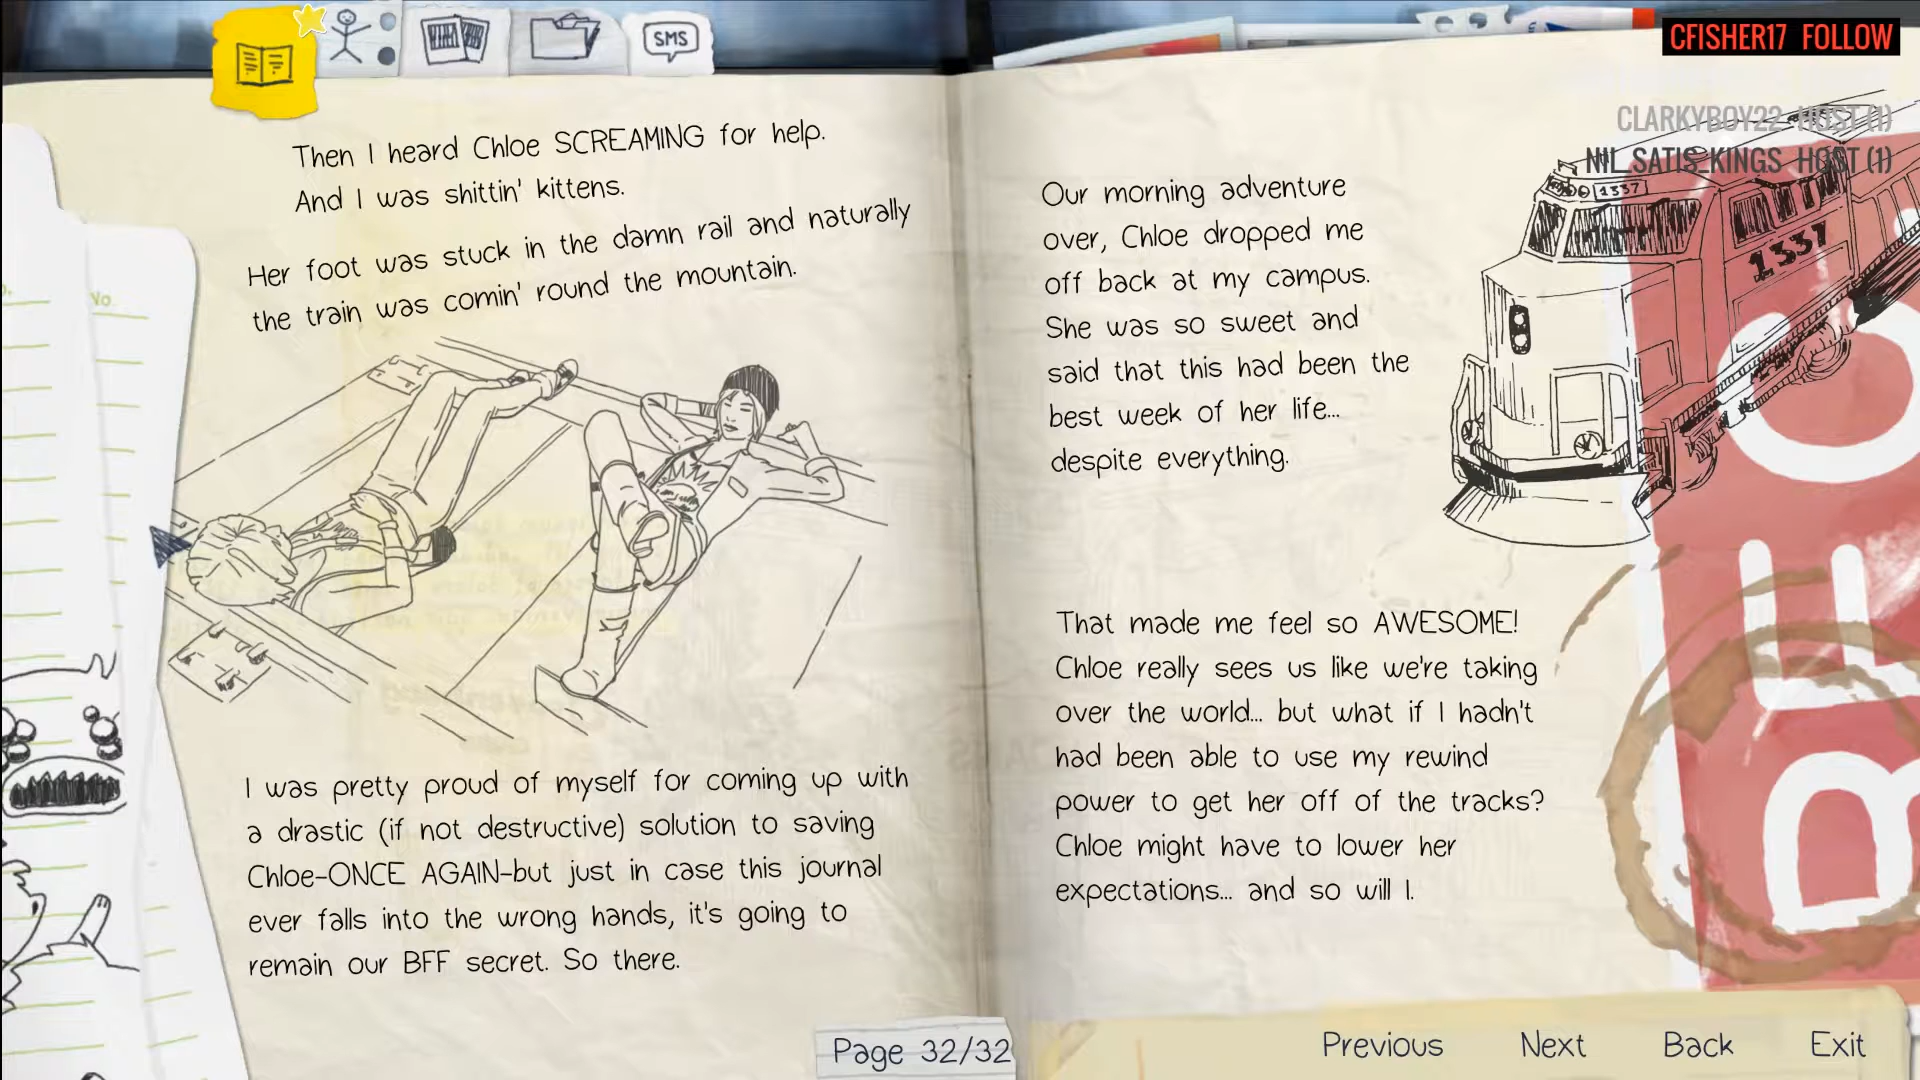 SMS
CFISHER17 FOLLOW
CLARKYBOY22 HOST (1)
NIL_SATIS_KINGS HOST (1)
No.
Then I heard Chloe SCREAMING for help.
And I was shittin' kittens.
Her foot was stuck in the damn rail and naturally
the train was comin' round the mountain.
I was pretty proud of myself for coming up with
a drastic (if not destructive) solution to saving
Chloe-ONCE AGAIN-but just in case this journal
ever falls into the wrong hands, it's going to
remain our BFF secret. So there.
Our morning adventure
over, Chloe dropped me
off back at my campus.
She was so sweet and
said that this had been the
best week of her life...
despite everything.
1337
1337
That made me feel so AWESOME!
Chloe really sees us like we're taking
over the world... but what if I hadn't
had been able to use my rewind
power to get her off of the tracks?
Chloe might have to lower her
expectations... and so will I.
Page 32/32
Previous Next Back Exit